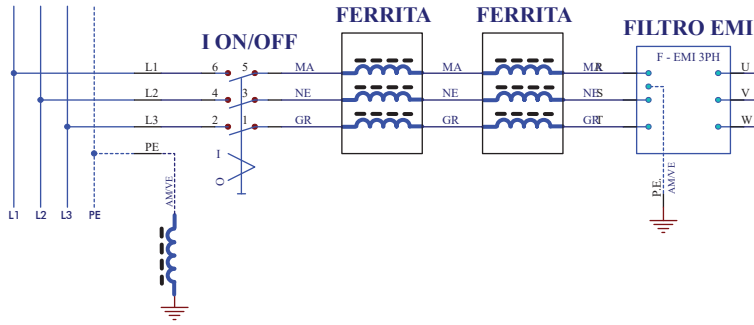 FERRITA FERRITA
I ON/OFF FILTRO EMI
F - EMI 3PH
L1 6 5 MA MA MA R U
L2 4 3 NE NE NE S V
L3 2 1 GR GR GR T W
PE I
O
AM/VE
P.E.
AM/VE
L1 L2 L3 PE